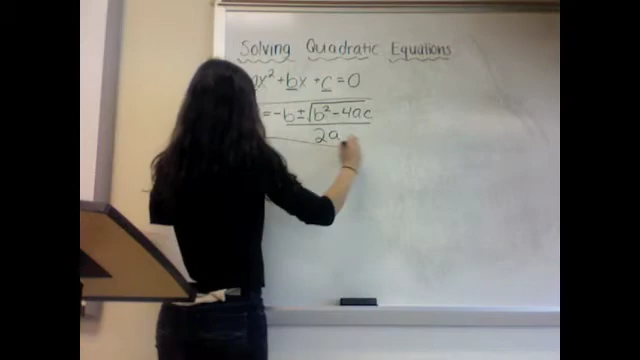 Solving Quadratic Equations
ax² + bx + c = 0
= -b ± √b² - 4ac
2a